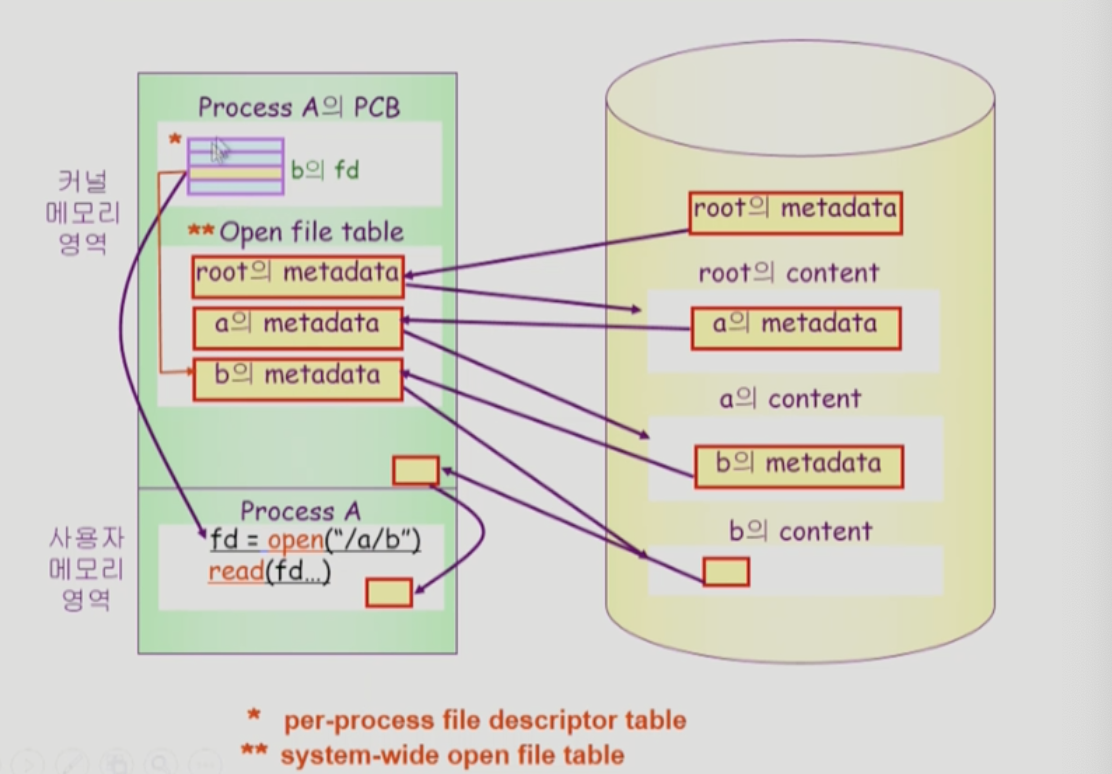 Process A의 PCB
*
b의 fd
커널
메모리
영역
** Open file table
root의 metadata
a의 metadata
b의 metadata
사용자
메모리
영역
Process A
fd = open("/a/b")
read(fd...)
root의 metadata
root의 content
a의 metadata
a의 content
b의 metadata
b의 content
* per-process file descriptor table
** system-wide open file table